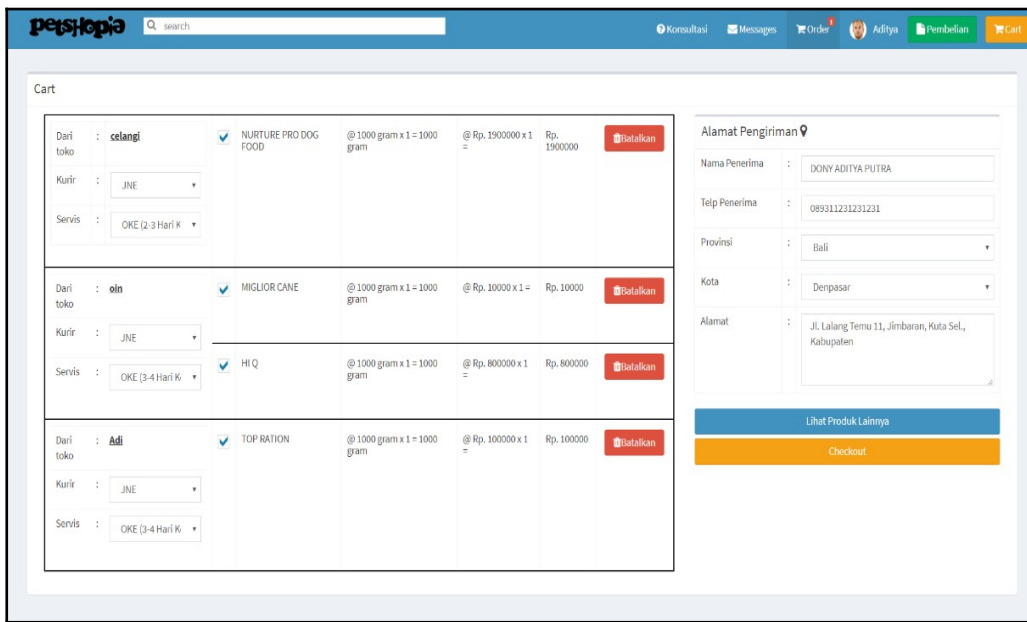 petshopia
search
Konsultasi
Messages
Order 1
Aditya
Pembelian
Cart
Cart
Dari toko : celangi
Kurir : JNE
Servis : OKE (2-3 Hari K
NURTURE PRO DOG
FOOD
@ 1000 gram x 1 = 1000
gram
@ Rp. 1900000 x 1
=
Rp.
1900000
Batalkan
Dari toko : oin
Kurir : JNE
Servis : OKE (3-4 Hari K
MIGLIOR CANE
@ 1000 gram x 1 = 1000
gram
@ Rp. 10000 x 1 =
Rp. 10000
Batalkan
HI Q
@ 1000 gram x 1 = 1000
gram
@ Rp. 800000 x 1
=
Rp. 800000
Batalkan
Dari toko : Adi
Kurir : JNE
Servis : OKE (3-4 Hari K
TOP RATION
@ 1000 gram x 1 = 1000
gram
@ Rp. 100000 x 1
=
Rp. 100000
Batalkan
Alamat Pengiriman
Nama Penerima : DONY ADITYA PUTRA
Telp Penerima : 089311231231231
Provinsi : Bali
Kota : Denpasar
Alamat : Jl. Lalang Temu 11, Jimbaran, Kuta Sel.,
Kabupaten
Lihat Produk Lainnya
Checkout